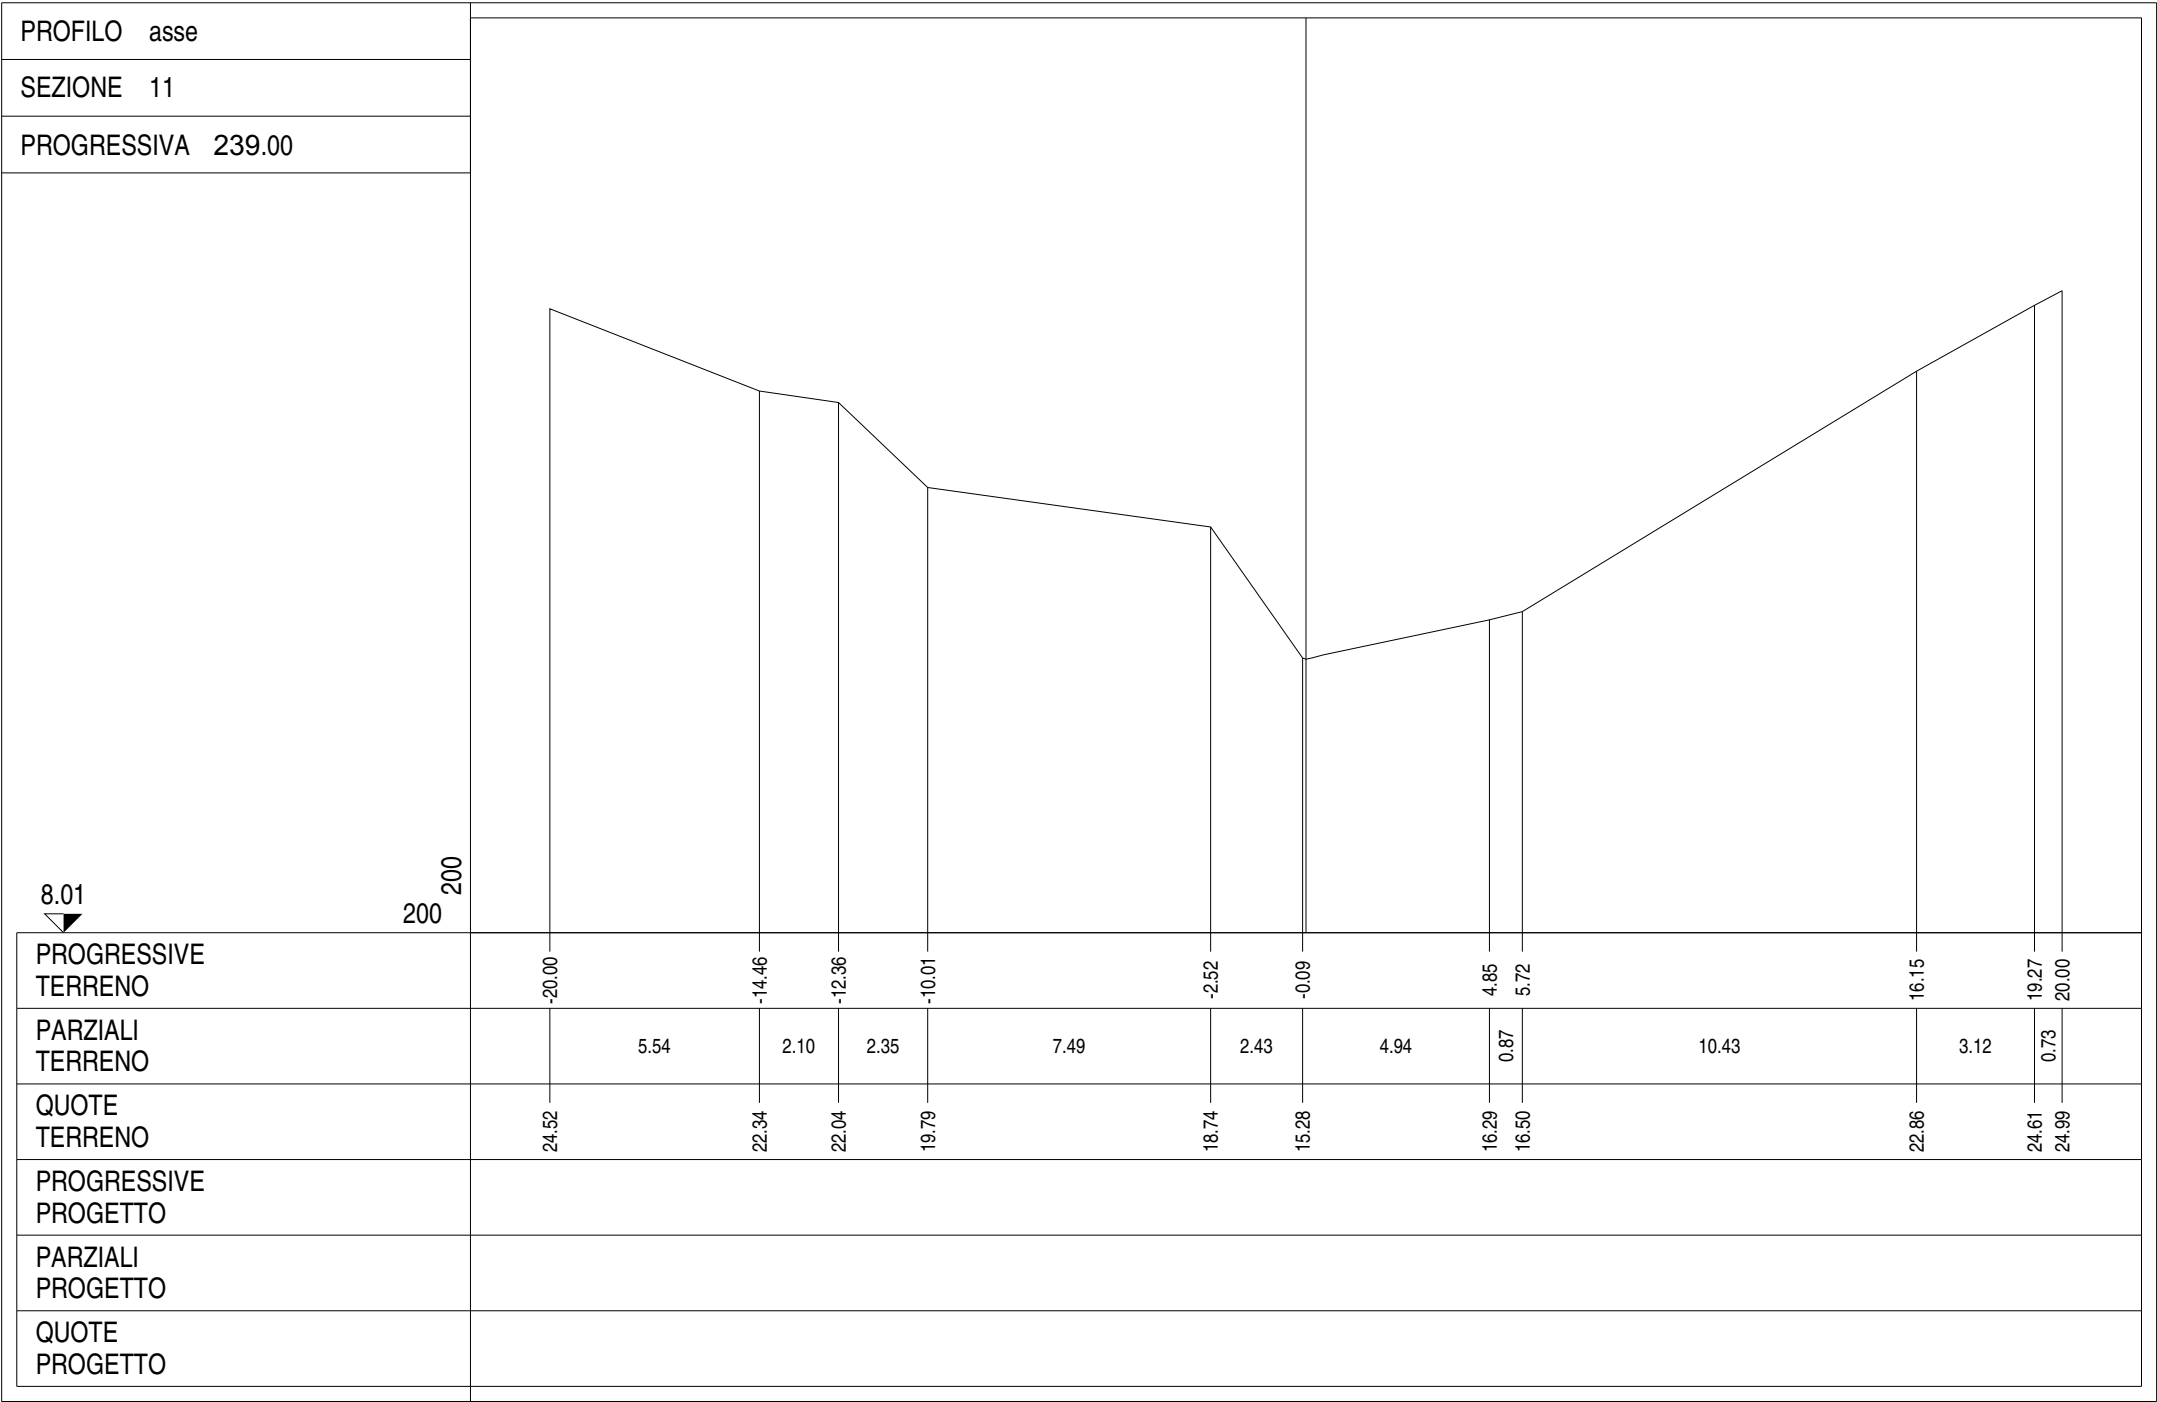 PROFILO asse
SEZIONE 11
PROGRESSIVA 239.00
200
8.01
200
PROGRESSIVE
TERRENO
-20.00 -14.46 -12.36 -10.01 -2.52 -0.09 4.85 5.72 16.15 19.27 20.00
PARZIALI
TERRENO
5.54 2.10 2.35 7.49 2.43 4.94 0.87 10.43 3.12 0.73
QUOTE
TERRENO
24.52 22.34 22.04 19.79 18.74 15.28 16.29 16.50 22.86 24.61 24.99
PROGRESSIVE
PROGETTO
PARZIALI
PROGETTO
QUOTE
PROGETTO